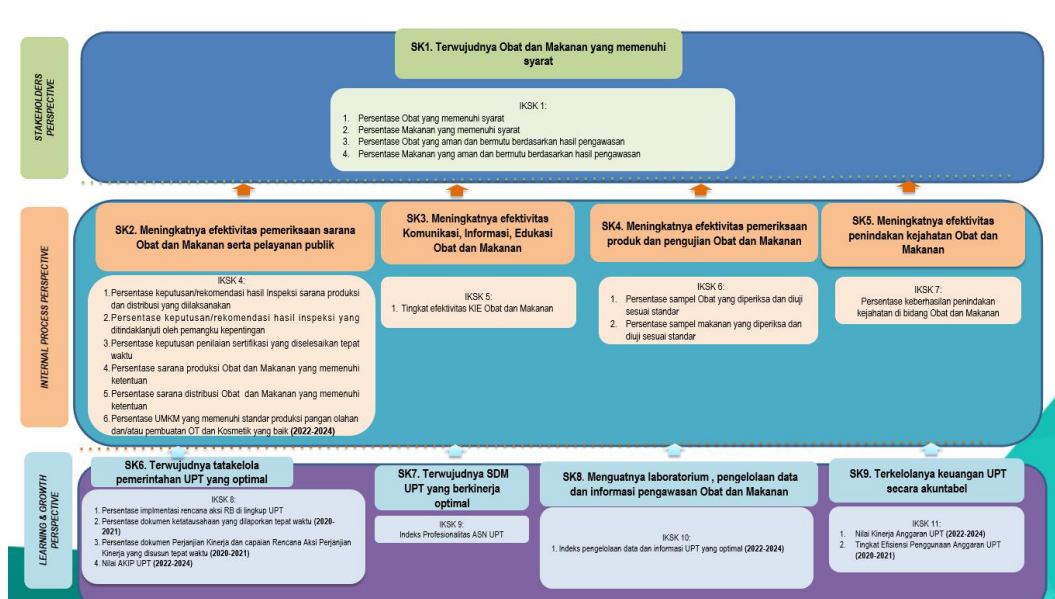 STAKEHOLDERS
PERSPECTIVE
SK1. Terwujudnya Obat dan Makanan yang memenuhi
syarat
IKSK 1:
1. Persentase Obat yang memenuhi syarat
2. Persentase Makanan yang memenuhi syarat
3. Persentase Obat yang aman dan bermutu berdasarkan hasil pengawasan
4. Persentase Makanan yang aman dan bermutu berdasarkan hasil pengawasan
INTERNAL PROCESS PERSPECTIVE
SK2. Meningkatnya efektivitas pemeriksaan sarana
Obat dan Makanan serta pelayanan publik
IKSK 4:
1.Persentase keputusan/rekomendasi hasil Inspeksi sarana produksi
dan distribusi yang diilaksanakan
2.Persentase keputusan/rekomendasi hasil inspeksi yang
ditindaklanjuti oleh pemangku kepentingan
3.Persentase keputusan penilaian sertifikasi yang diselesaikan tepat
waktu
4.Persentase sarana produksi Obat dan Makanan yang memenuhi
ketentuan
5.Persentase sarana distribusi Obat dan Makanan yang memenuhi
ketentuan
6.Persentase UMKM yang memenuhi standar produksi pangan olahan
dan/atau pembuatan OT dan Kosmetik yang baik (2022-2024)
SK3. Meningkatnya efektivitas
Komunikasi, Informasi, Edukasi
Obat dan Makanan
IKSK 5:
1. Tingkat efektivitas KIE Obat dan Makanan
SK4. Meningkatnya efektivitas pemeriksaan
produk dan pengujian Obat dan Makanan
IKSK 6:
1. Persentase sampel Obat yang diperiksa dan diuji
sesuai standar
2. Persentase sampel makanan yang diperiksa dan
diuji sesuai standar
SK5. Meningkatnya efektivitas
penindakan kejahatan Obat dan
Makanan
IKSK 7:
Persentase keberhasilan penindakan
kejahatan di bidang Obat dan Makanan
LEARNING & GROWTH
PERSPECTIVE
SK6. Terwujudnya tatakelola
pemerintahan UPT yang optimal
IKSK 8:
1. Persentase implmentasi rencana aksi RB di lingkup UPT
2. Persentase dokumen ketatausahaan yang dilaporkan tepat waktu (2020-
2021)
3. Persentase dokumen Perjanjian Kinerja dan capaian Rencana Aksi Perjanjian
Kinerja yang disusun tepat waktu (2020-2021)
4. Nilai AKIP UPT (2022-2024)
SK7. Terwujudnya SDM
UPT yang berkinerja
optimal
IKSK 9:
Indeks Profesionalitas ASN UPT
SK8. Menguatnya laboratorium , pengelolaan data
dan informasi pengawasan Obat dan Makanan
IKSK 10:
1. Indeks pengelolaan data dan informasi UPT yang optimal (2022-2024)
SK9. Terkelolanya keuangan UPT
secara akuntabel
IKSK 11:
1. Nilai Kinerja Anggaran UPT (2022-2024)
2. Tingkat Efisiensi Penggunaan Anggaran UPT
(2020-2021)